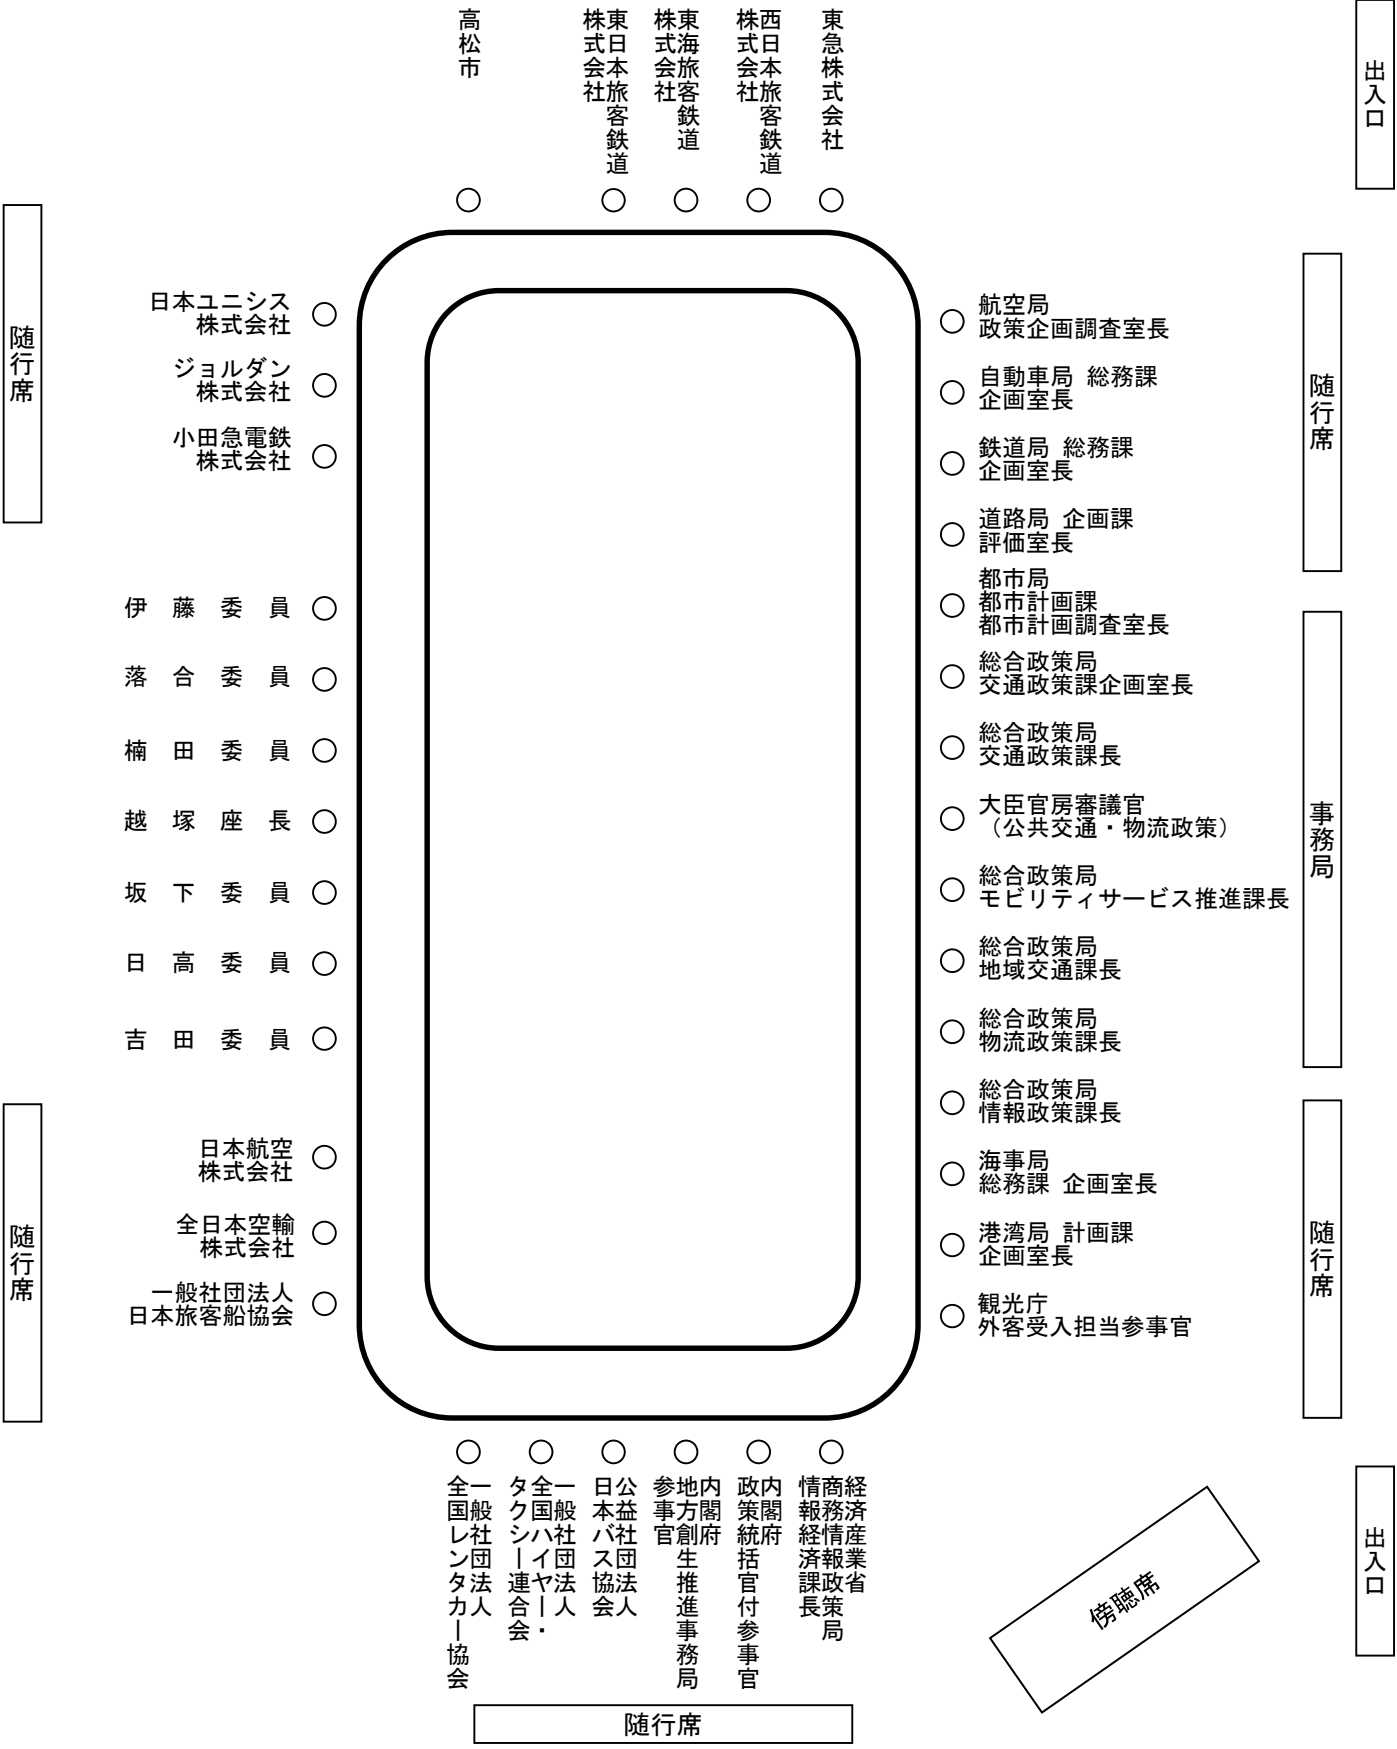 高松市
東日本旅客鉄道
株式会社
東海旅客鉄道
株式会社
西日本旅客鉄道
株式会社
東急株式会社
出入口
随行席
日本ユニシス
株式会社
ジョルダン
株式会社
小田急電鉄
株式会社
伊藤委員
落合委員
楠田委員
越塚座長
坂下委員
日高委員
吉田委員
随行席
日本航空
株式会社
全日本空輸
株式会社
一般社団法人
日本旅客船協会
航空局
政策企画調査室長
自動車局 総務課
企画室長
鉄道局 総務課
企画室長
道路局 企画課
評価室長
都市局
都市計画課
都市計画調査室長
総合政策局
交通政策課企画室長
総合政策局
交通政策課長
大臣官房審議官
（公共交通・物流政策）
総合政策局
モビリティサービス推進課長
総合政策局
地域交通課長
総合政策局
物流政策課長
総合政策局
情報政策課長
海事局
総務課 企画室長
港湾局 計画課
企画室長
観光庁
外客受入担当参事官
随行席
事務局
随行席
一般社団法人
全国レンタカー協会
一般社団法人
全国ハイヤー・
タクシー連合会
公益社団法人
日本バス協会
内閣府
地方創生推進事務局
参事官
内閣府
政策統括官付参事官
経済産業省
商務情報政策局
情報経済課長
随行席
傍聴席
出入口